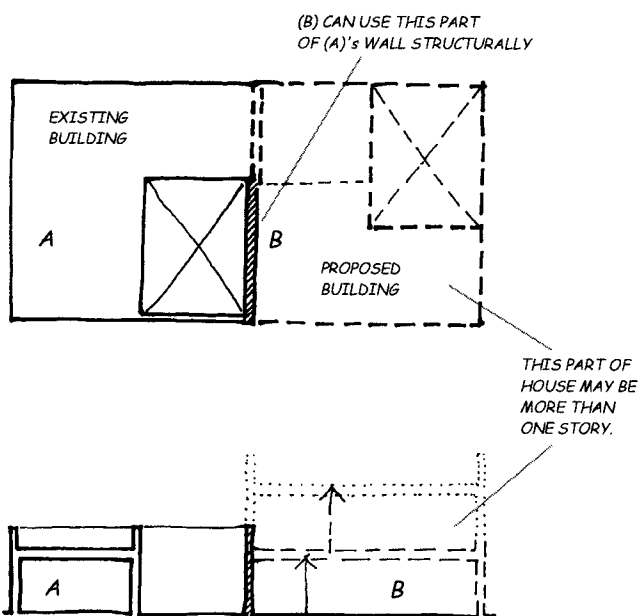 (B) CAN USE THIS PART
OF (A)'s WALL STRUCTURALLY
EXISTING
BUILDING
A
B
PROPOSED
BUILDING
THIS PART OF
HOUSE MAY BE
MORE THAN
ONE STORY.
A
B